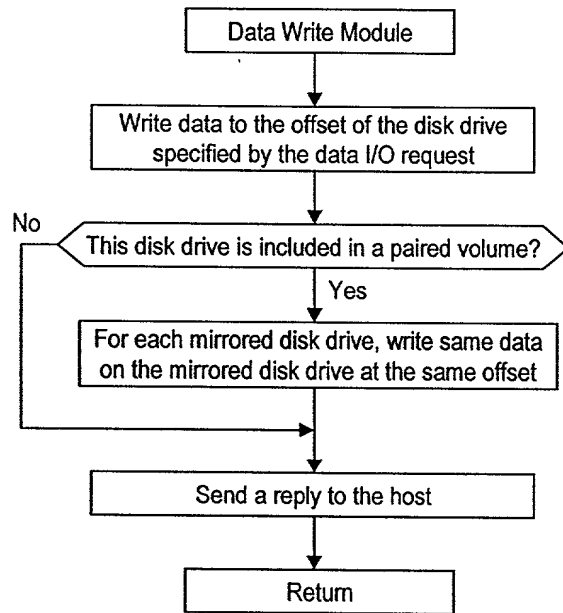 Data Write Module
Write data to the offset of the disk drive
specified by the data I/O request
No
This disk drive is included in a paired volume?
Yes
For each mirrored disk drive, write same data
on the mirrored disk drive at the same offset
Send a reply to the host
Return